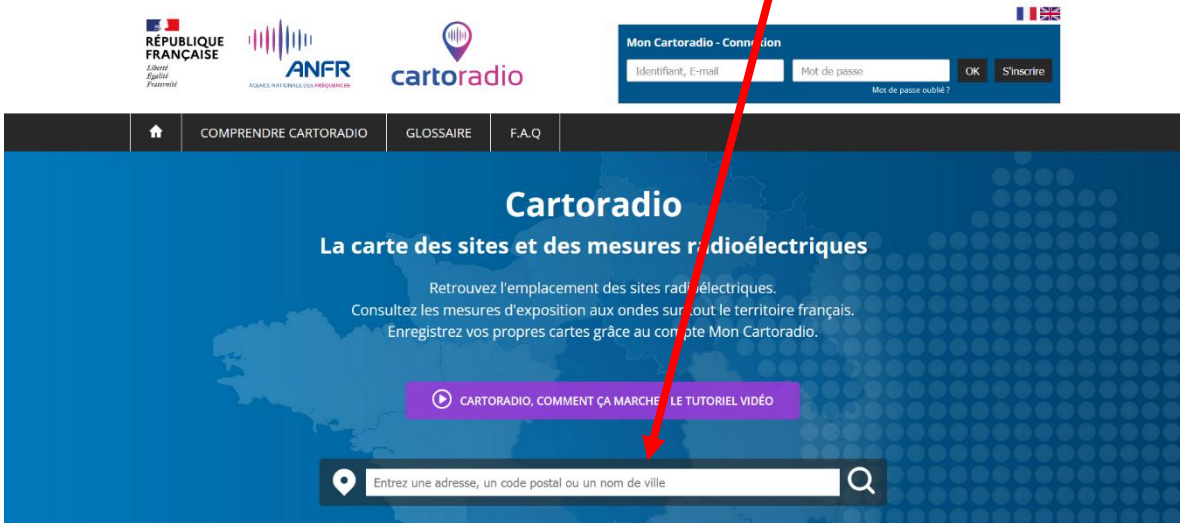 RÉPUBLIQUE
FRANÇAISE
Liberté
Égalité
Fraternité
ANFR
AGENCE NATIONALE DES FRÉQUENCES
cartoradio
Mon Cartoradio - Connexion
Identifiant, E-mail
Mot de passe
OK
S'inscrire
Mot de passe oublié ?
COMPRENDRE CARTORADIO
GLOSSAIRE
F.A.Q
Cartoradio
La carte des sites et des mesures radioélectriques
Retrouvez l'emplacement des sites radioélectriques.
Consultez les mesures d'exposition aux ondes sur tout le territoire français.
Enregistrez vos propres cartes grâce au compte Mon Cartoradio.
CARTORADIO, COMMENT ÇA MARCHE LE TUTORIEL VIDÉO
Entrez une adresse, un code postal ou un nom de ville